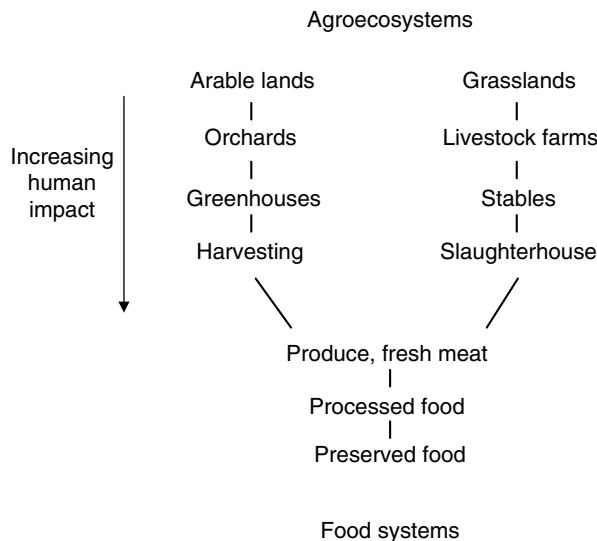 Agroecosystems
Arable lands
Grasslands
Orchards
Livestock farms
Increasing
human
impact
Greenhouses
Stables
Harvesting
Slaughterhouse
Produce, fresh meat
Processed food
Preserved food
Food systems